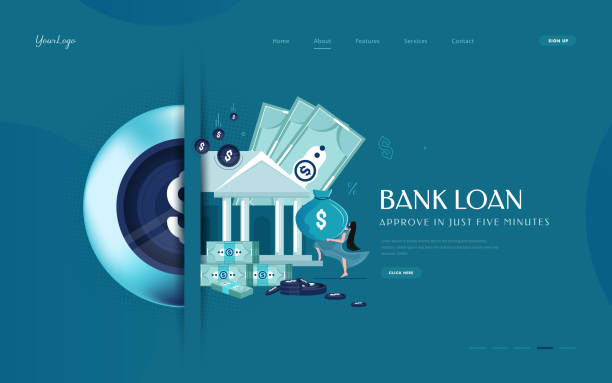 YourLogo
Home About Features Services Contact
SIGN UP
BANK LOAN
APPROVE IN JUST FIVE MINUTES
CLICK HERE